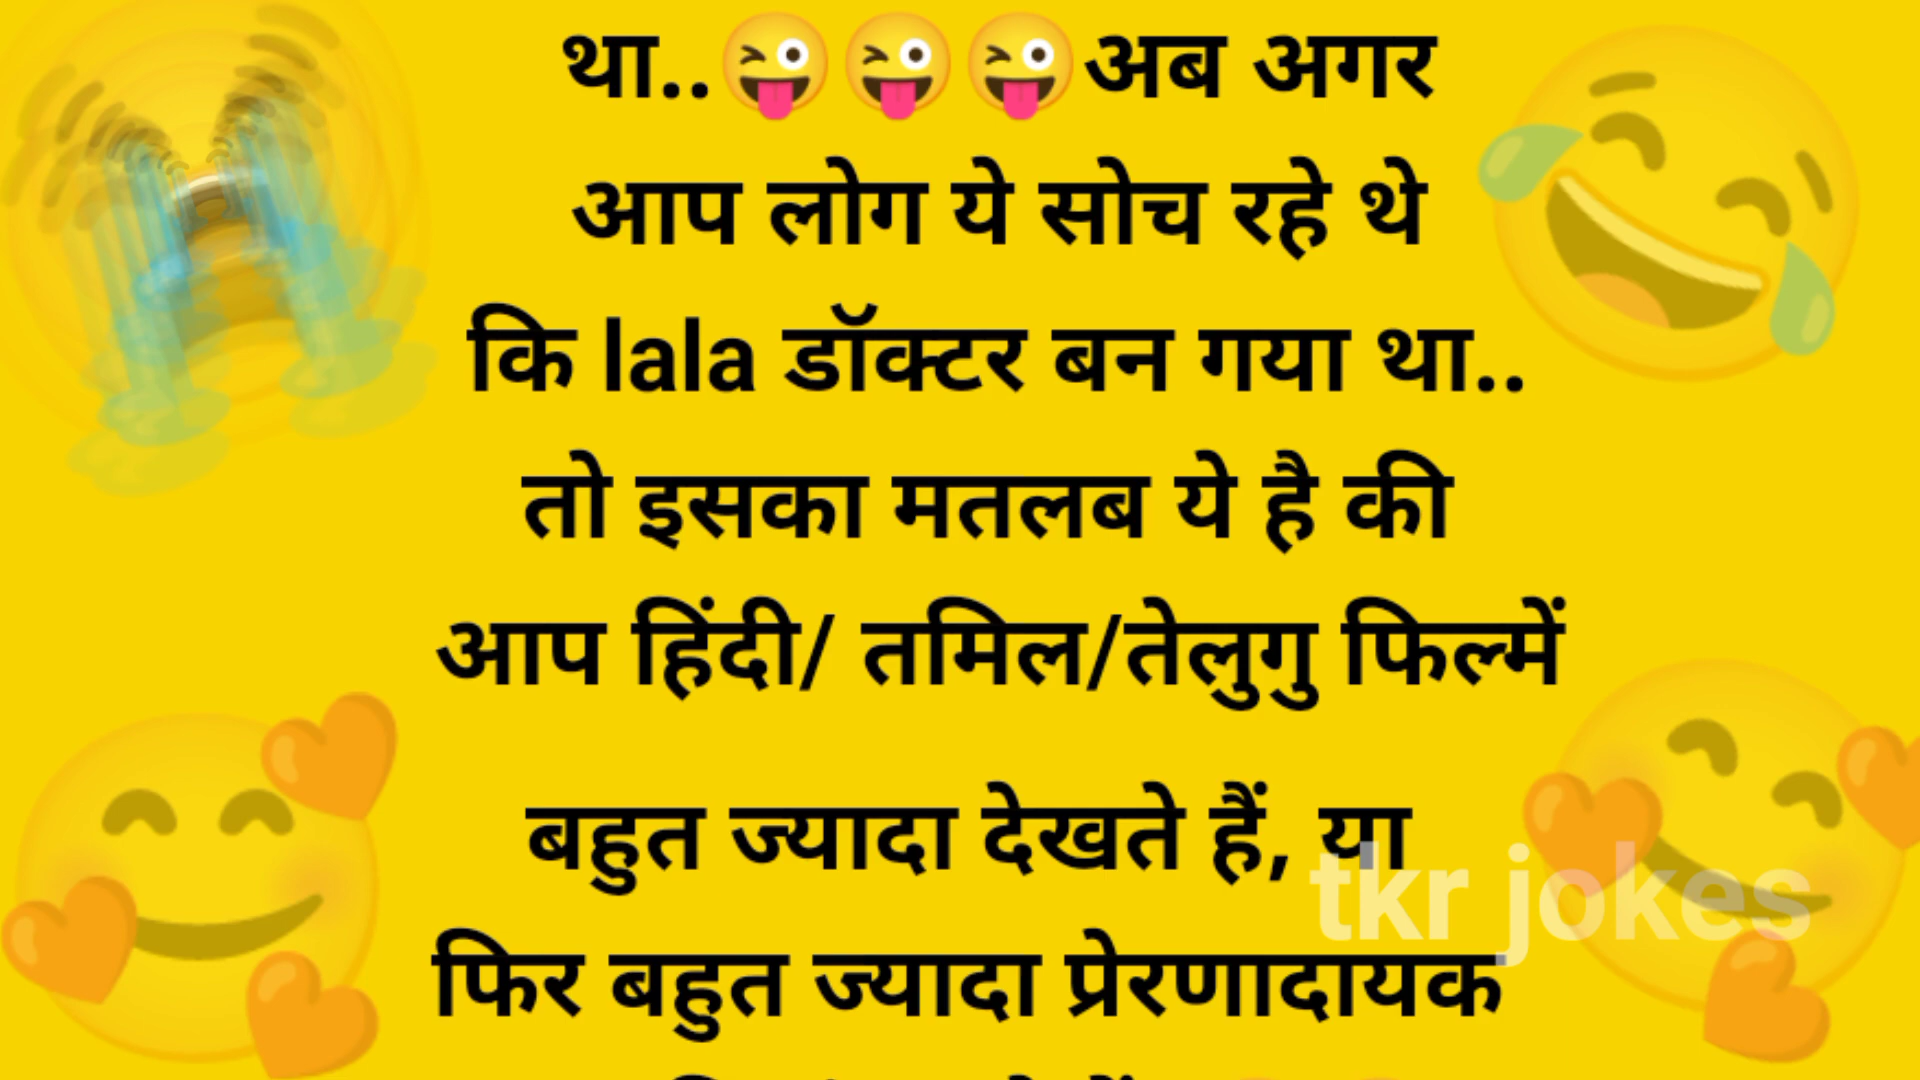 था..😜😜😜अब अगर
आप लोग ये सोच रहे थे
कि lala डॉक्टर बन गया था..
तो इसका मतलब ये है की
आप हिंदी/ तमिल/तेलुगु फिल्में
बहुत ज्यादा देखते हैं, या
tkr jokes
फिर बहुत ज्यादा प्रेरणादायक